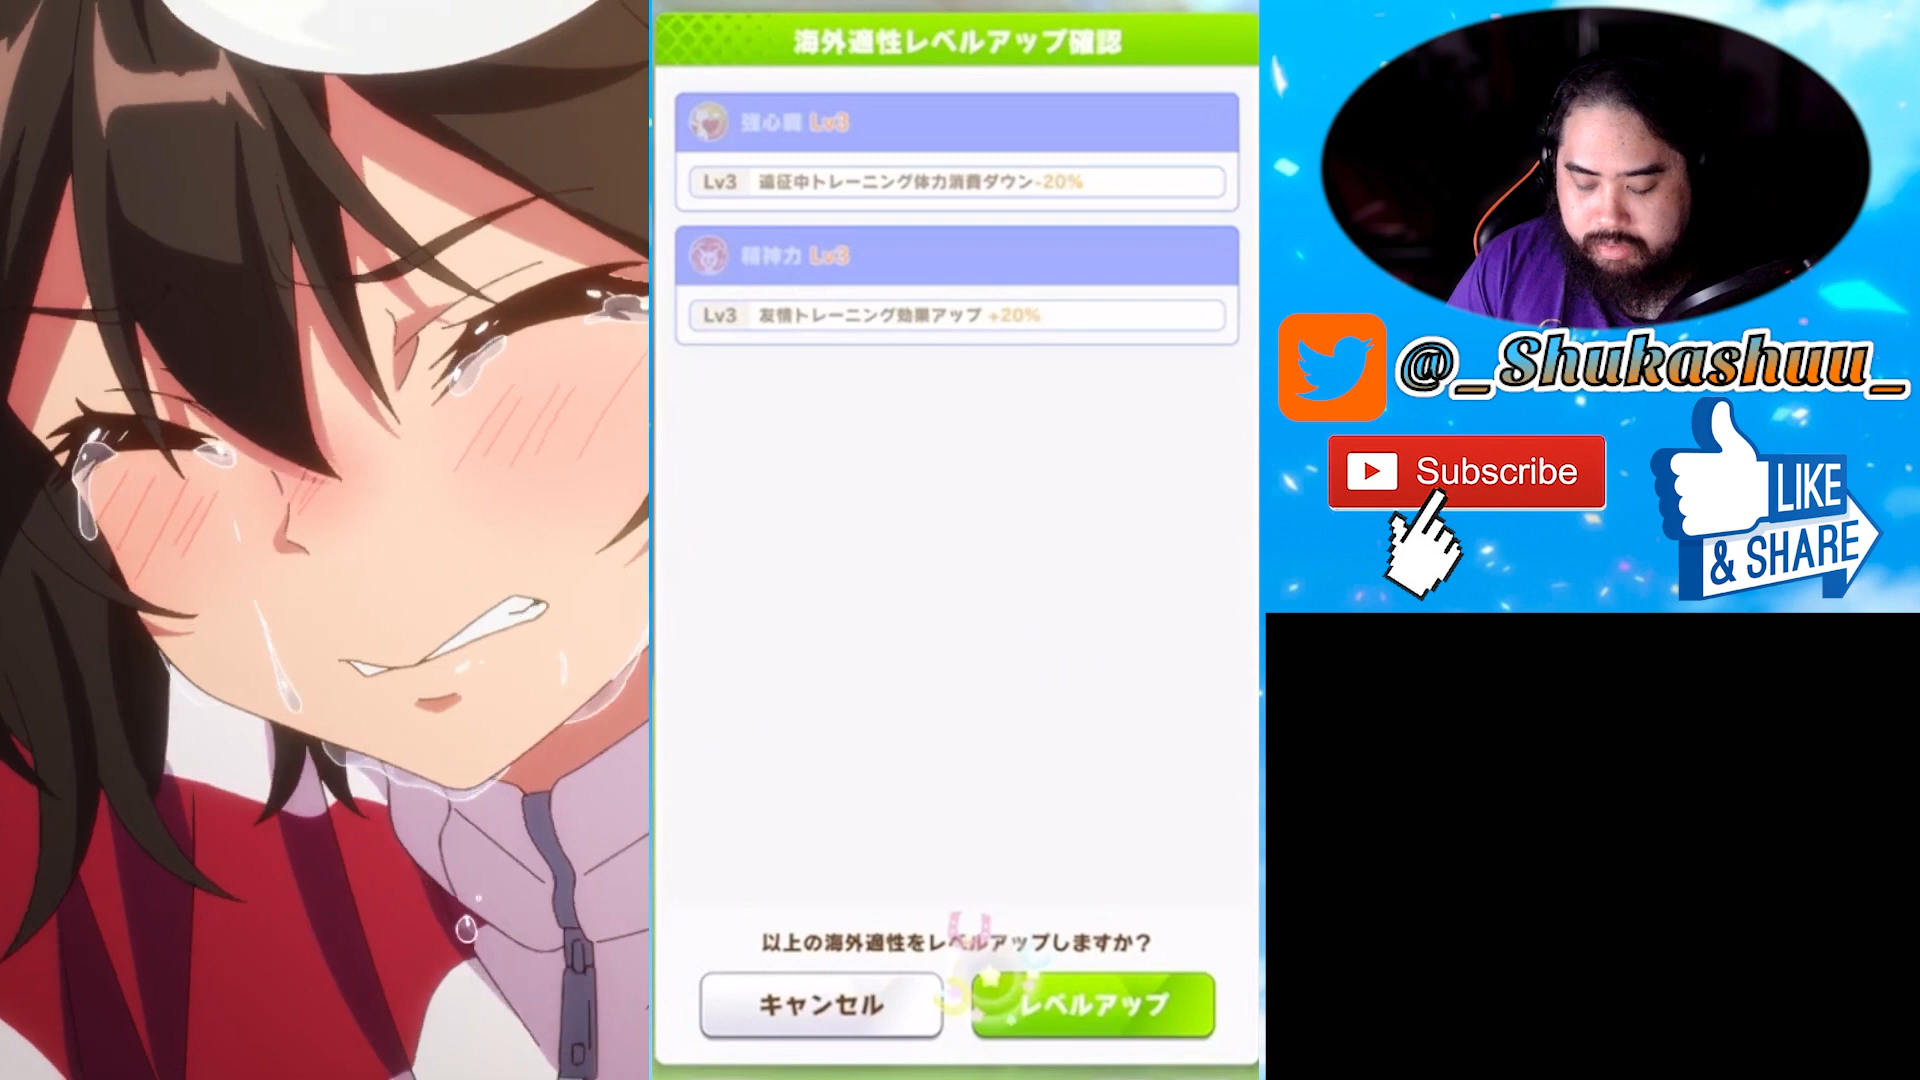 海外適性レベルアップ確認
強心臓 Lv3
Lv3 遠征中トレーニング体力消費ダウン-20%
精神力 Lv3
Lv3 友情トレーニング効果アップ +20%
以上の海外適性をレベルアップしますか?
キャンセル
レベルアップ
@_Shukashuu_
Subscribe
LIKE
& SHARE